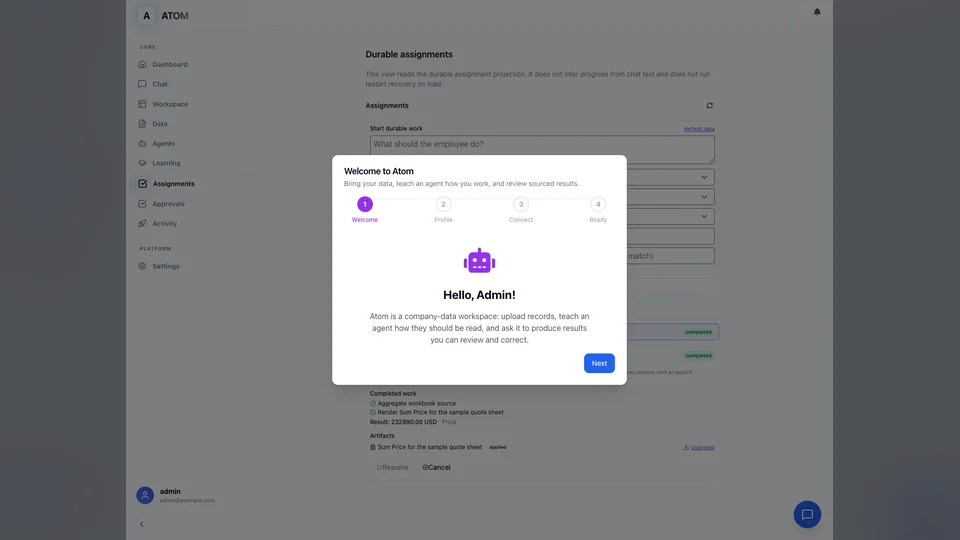 A ATOM
CORE
Dashboard
Chat
Workspace
Data
Agents
Learning
Assignments
Approvals
Activity
PLATFORM
Settings
admin
admin@example.com
Durable assignments
This view reads the durable assignment projection. It does not infer progress from chat text and does not run
restart recovery on load.
Assignments
Start durable work Refresh data
What should the employee do?
match)
Welcome to Atom
Bring your data, teach an agent how you work, and review sourced results.
1 2 3 4
Welcome Profile Connect Ready
Hello, Admin!
Atom is a company-data workspace: upload records, teach an
agent how they should be read, and ask it to produce results
you can review and correct.
Next
completed
completed
until an explicit
Completed work
Aggregate workbook source
Render Sum Price for the sample quote sheet
Result: 232990.00 USD Price
Artifacts
Sum Price for the sample quote sheet applied Download
Resume Cancel